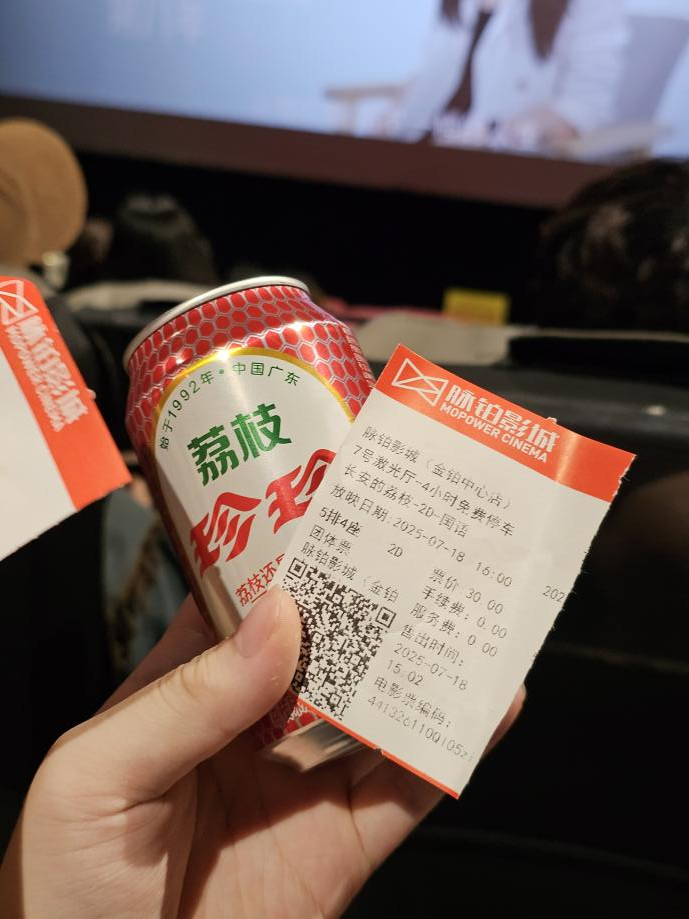 脉铂影城
MOPOWER CINEMA
始于1992年·中国广东
荔枝
珍珍
荔枝还
脉铂影城
MOPOWER CINEMA
脉铂影城（金铂中心店）
7号激光厅-4小时免费停车
长安的荔枝-2D-国语
放映日期:2025-07-18 16:00
5排4座 2D 票价:30.00
团体票 手续费:0.00
脉铂影城（金铂 服务费:0.00
售出时间:
2025-07-18
15:02
电影票编码: